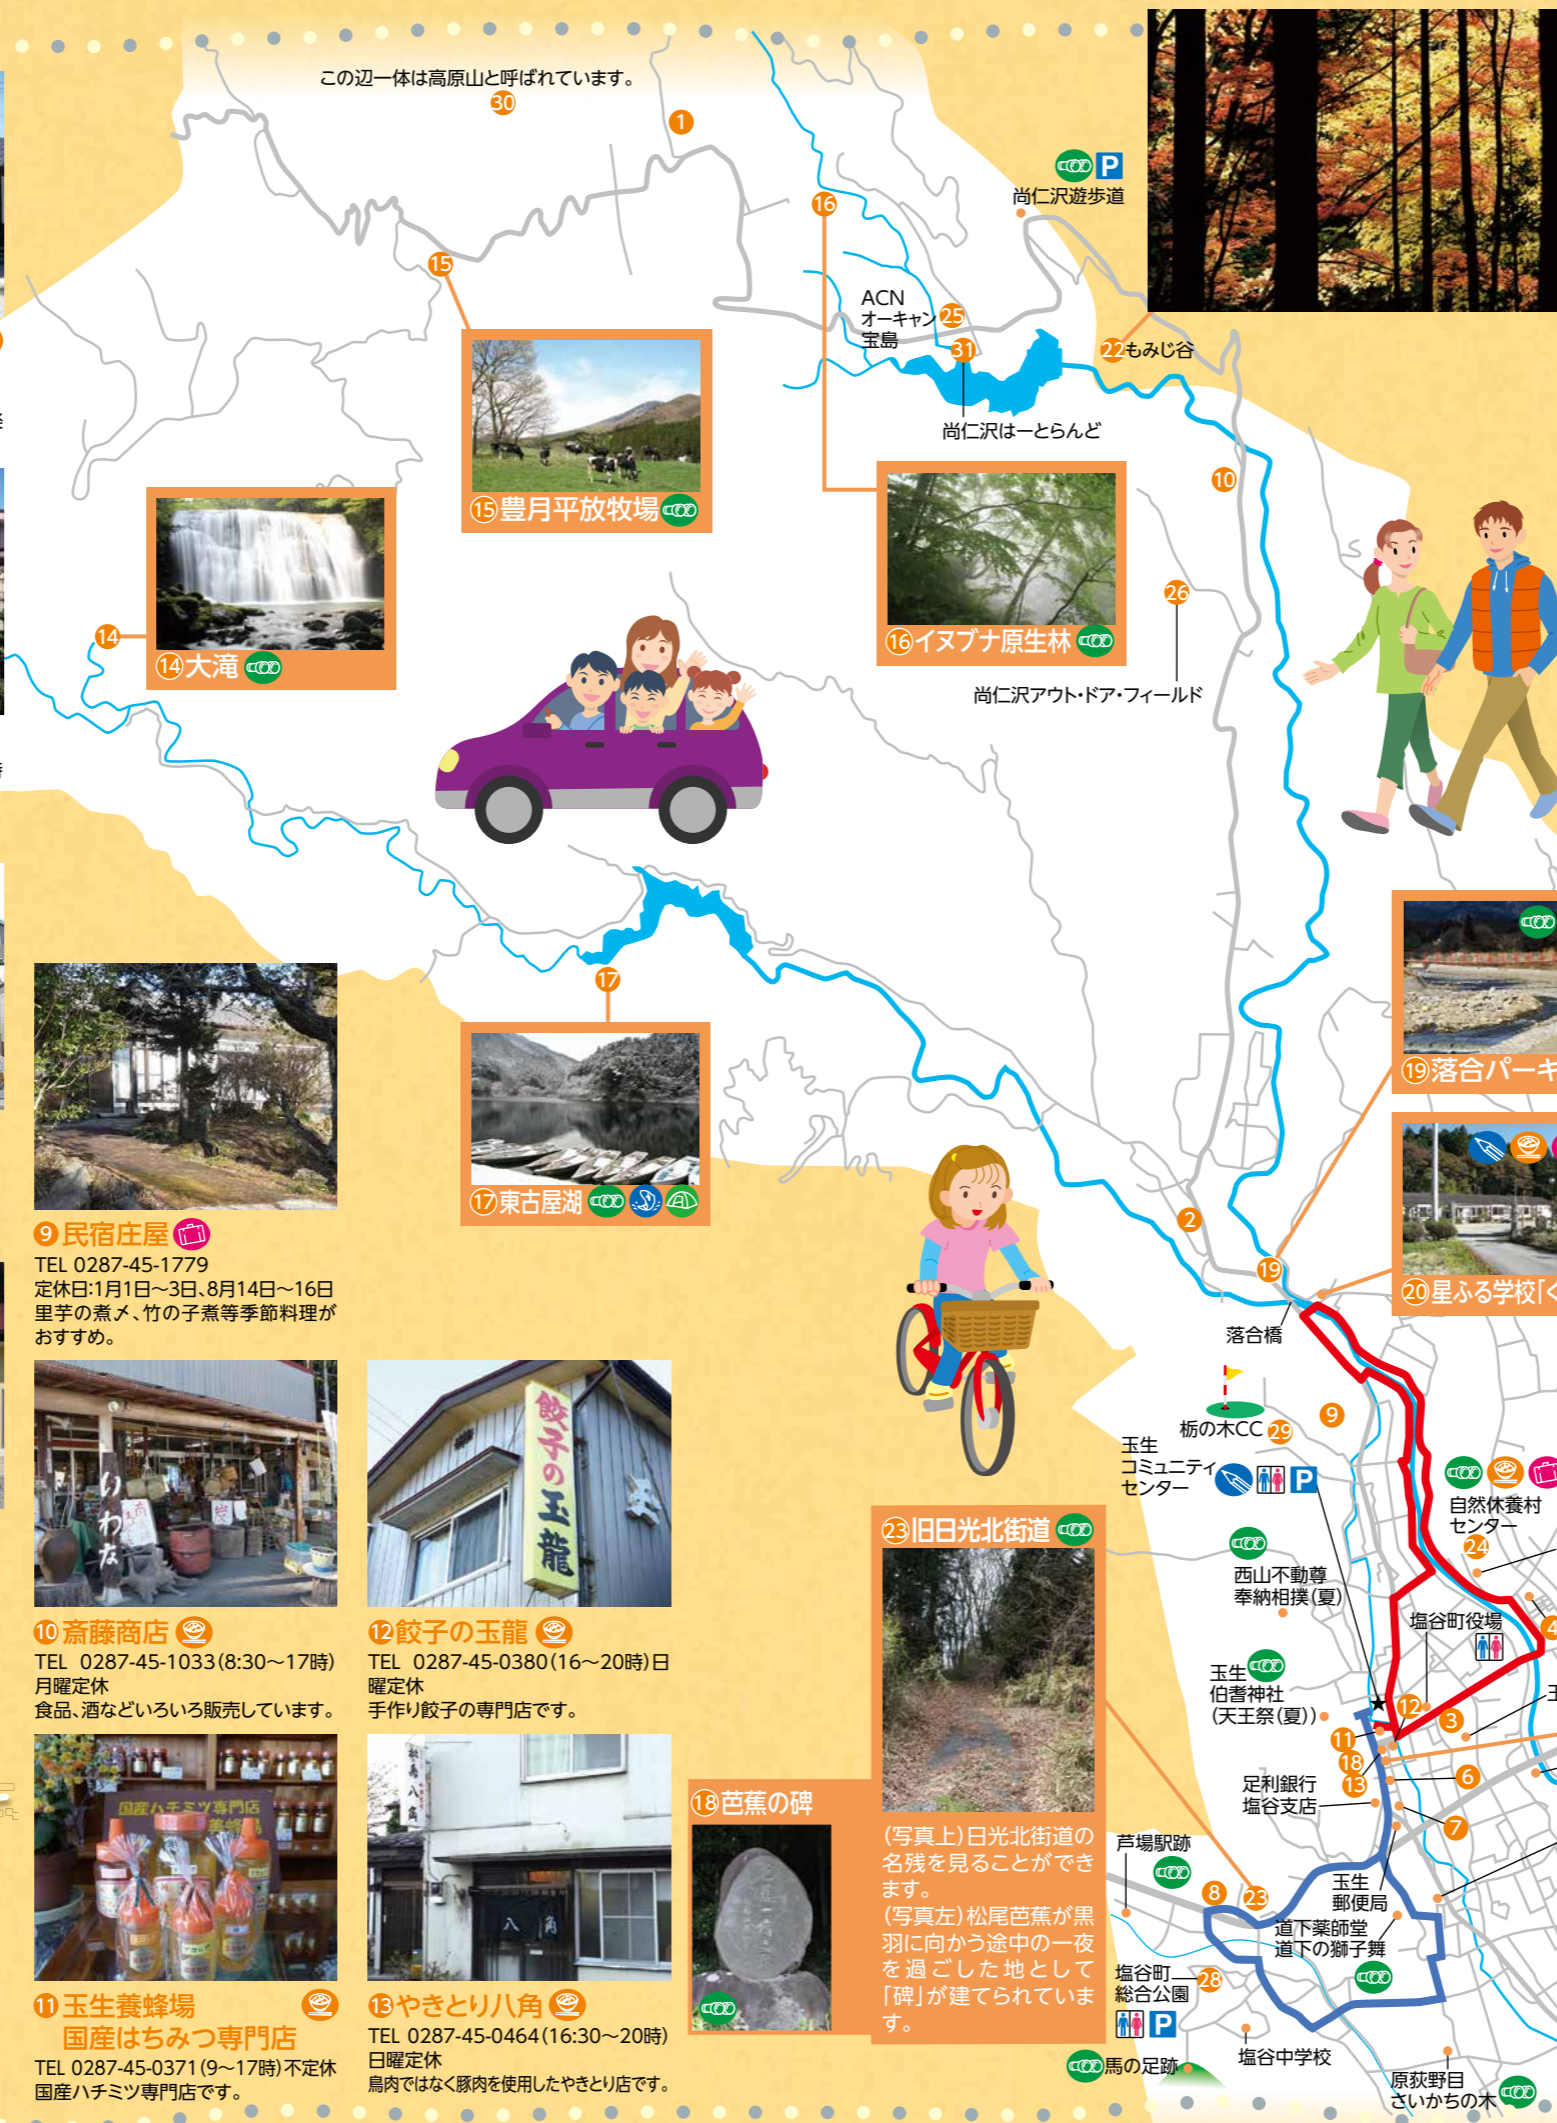 この辺一体は高原山と呼ばれています。
30
1
尚仁沢遊歩道
P
16
15
ACN
オーキャン
宝島
25
31
22もみじ谷
尚仁沢はーとらんど
10
⑮豊月平放牧場
14
⑭大滝
⑯イヌブナ原生林
26
尚仁沢アウト・ドア・フィールド
17
⑰東古屋湖
⑲落合パーキ
⑳星ふる学校「く
2
19
落合橋
栃の木CC 29
9
玉生
コミュニティ
センター
P
自然休養村
センター
24
西山不動尊
奉納相撲(夏)
塩谷町役場
4
玉生
伯耆神社
(天王祭(夏))
★
12
3
11
18
13
6
7
足利銀行
塩谷支店
芦場駅跡
8
23
玉生
郵便局
道下薬師堂
道下の獅子舞
塩谷町
総合公園
28
P
塩谷中学校
馬の足跡
原荻野目
さいかちの木
❾民宿庄屋
TEL 0287-45-1779
定休日:1月1日～3日、8月14日～16日
里芋の煮〆、竹の子煮等季節料理が
おすすめ。
いわな
❿斎藤商店
TEL 0287-45-1033(8:30～17時)
月曜定休
食品、酒などいろいろ販売しています。
餃子の玉龍
⓬餃子の玉龍
TEL 0287-45-0380(16～20時)日
曜定休
手作り餃子の専門店です。
国産ハチミツ専門店
⓫玉生養蜂場
国産はちみつ専門店
TEL 0287-45-0371(9～17時)不定休
国産ハチミツ専門店です。
八角
⓭やきとり八角
TEL 0287-45-0464(16:30～20時)
日曜定休
鳥肉ではなく豚肉を使用したやきとり店です。
⑱芭蕉の碑
㉓旧日光北街道
(写真上)日光北街道の
名残を見ることができ
ます。
(写真左)松尾芭蕉が黒
羽に向かう途中の一夜
を過ごした地として
「碑」が建てられていま
す。